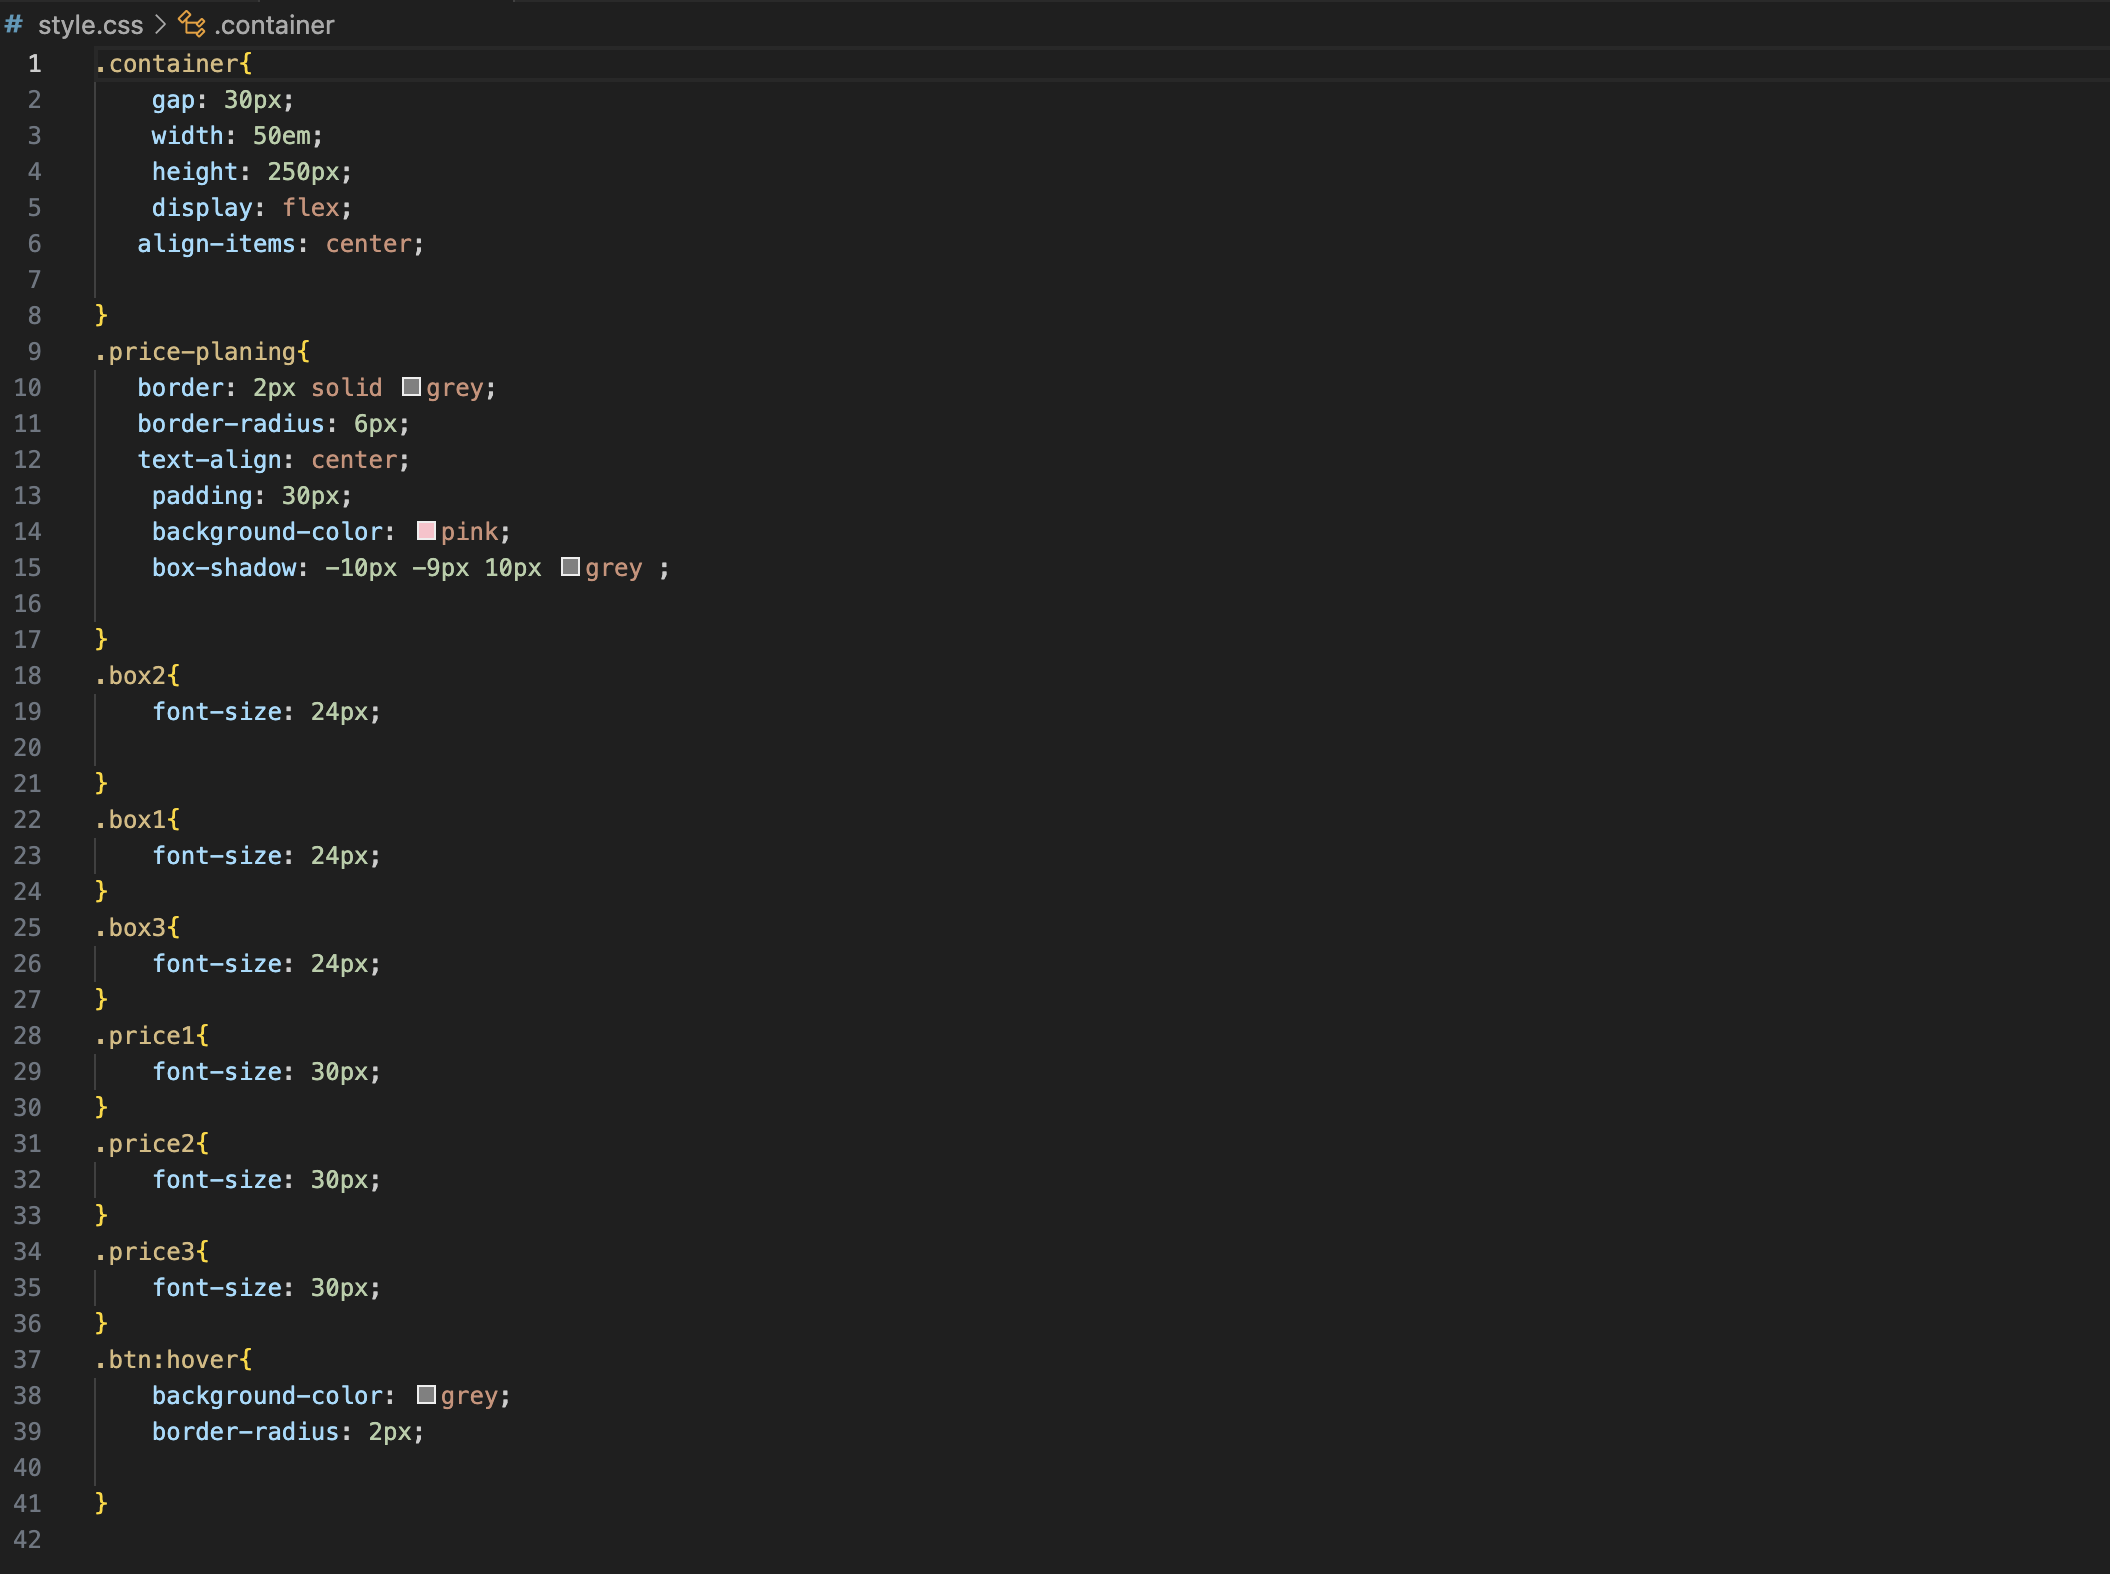 # style.css > .container
1 .container{
2     gap: 30px;
3     width: 50em;
4     height: 250px;
5     display: flex;
6    align-items: center;
7
8 }
9 .price-planing{
10    border: 2px solid grey;
11    border-radius: 6px;
12    text-align: center;
13     padding: 30px;
14     background-color: pink;
15     box-shadow: -10px -9px 10px grey ;
16
17 }
18 .box2{
19     font-size: 24px;
20
21 }
22 .box1{
23     font-size: 24px;
24 }
25 .box3{
26     font-size: 24px;
27 }
28 .price1{
29     font-size: 30px;
30 }
31 .price2{
32     font-size: 30px;
33 }
34 .price3{
35     font-size: 30px;
36 }
37 .btn:hover{
38     background-color: grey;
39     border-radius: 2px;
40
41 }
42